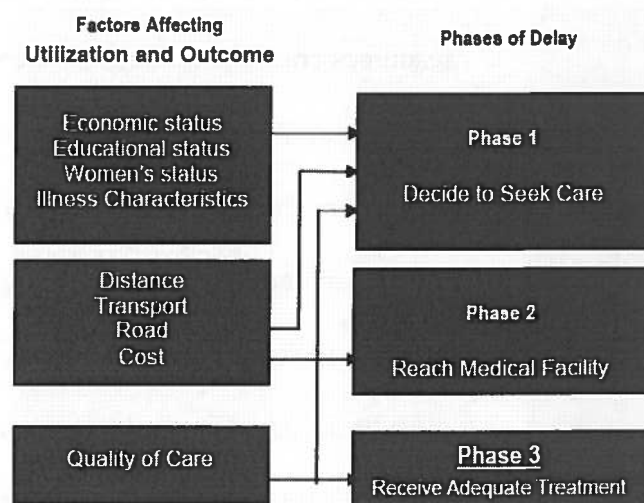 Factors Affecting
Utilization and Outcome
Economic status
Educational status
Women's status
Illness Characteristics
Distance
Transport
Road
Cost
Quality of Care
Phases of Delay
Phase 1
Decide to Seek Care
Phase 2
Reach Medical Facility
Phase 3
Receive Adequate Treatment